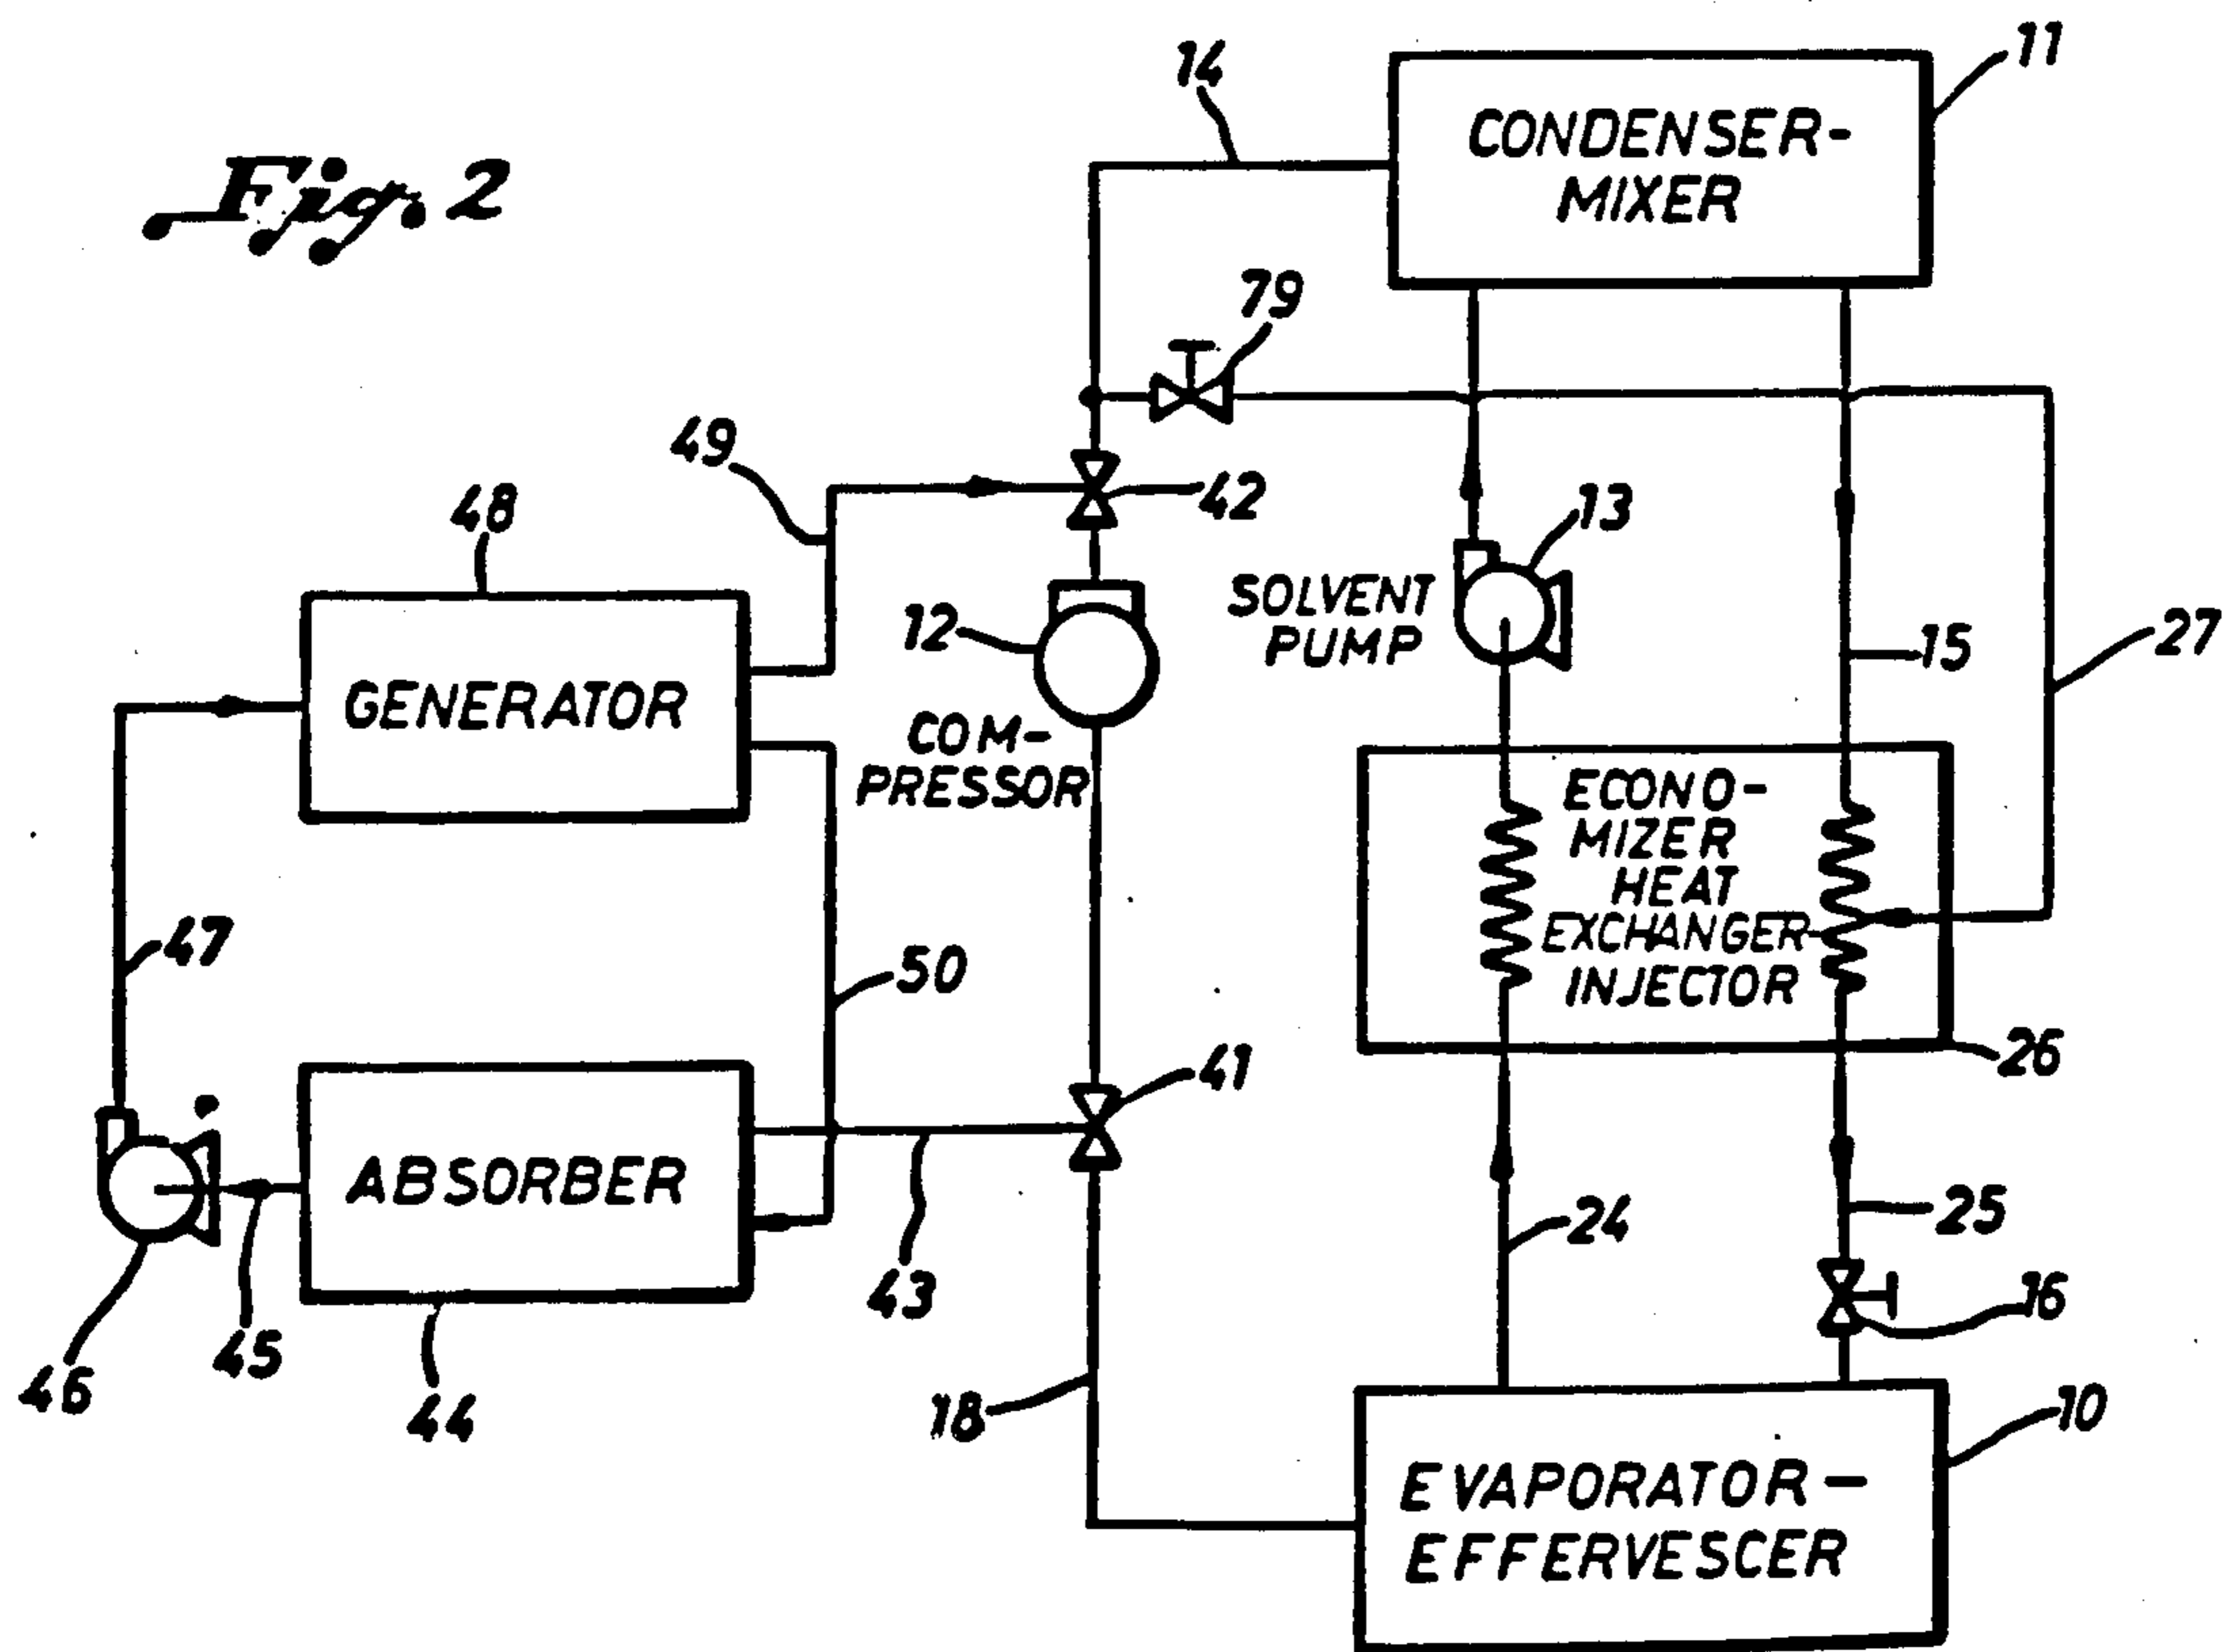 Fig. 2
14
11
CONDENSER-
MIXER
79
49
48
42
13
12
SOLVENT
PUMP
15
27
GENERATOR
COM-
PRESSOR
ECONO-
MIZER
HEAT
EXCHANGER
INJECTOR
47
50
41
26
ABSORBER
24
25
43
16
45
46
44
18
10
EVAPORATOR-
EFFERVESCER